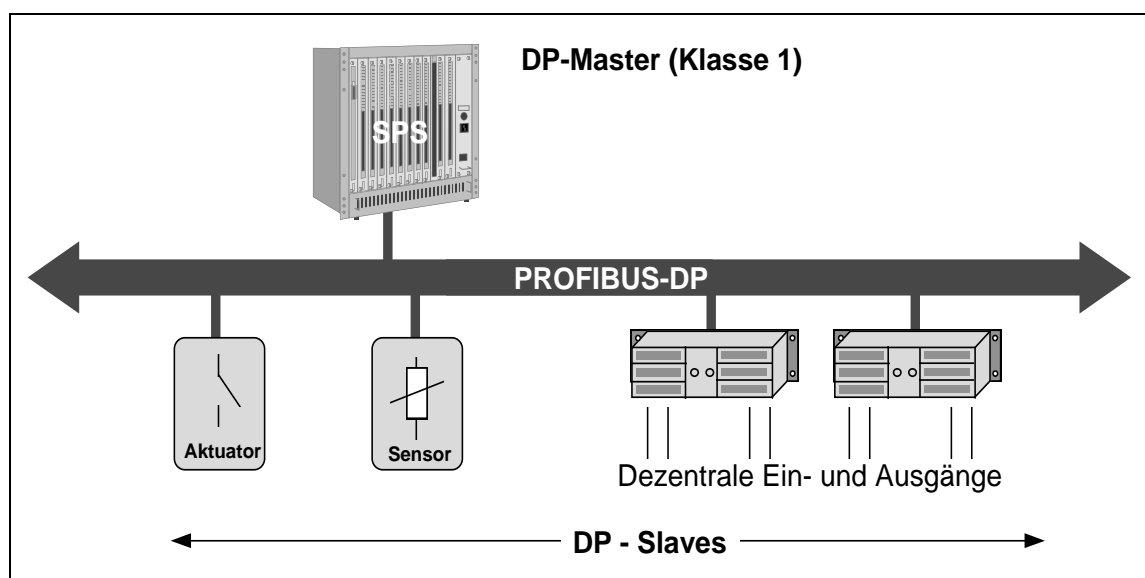 DP-Master (Klasse 1)
SPS
PROFIBUS-DP
Aktuator
Sensor
Dezentrale Ein- und Ausgänge
DP - Slaves